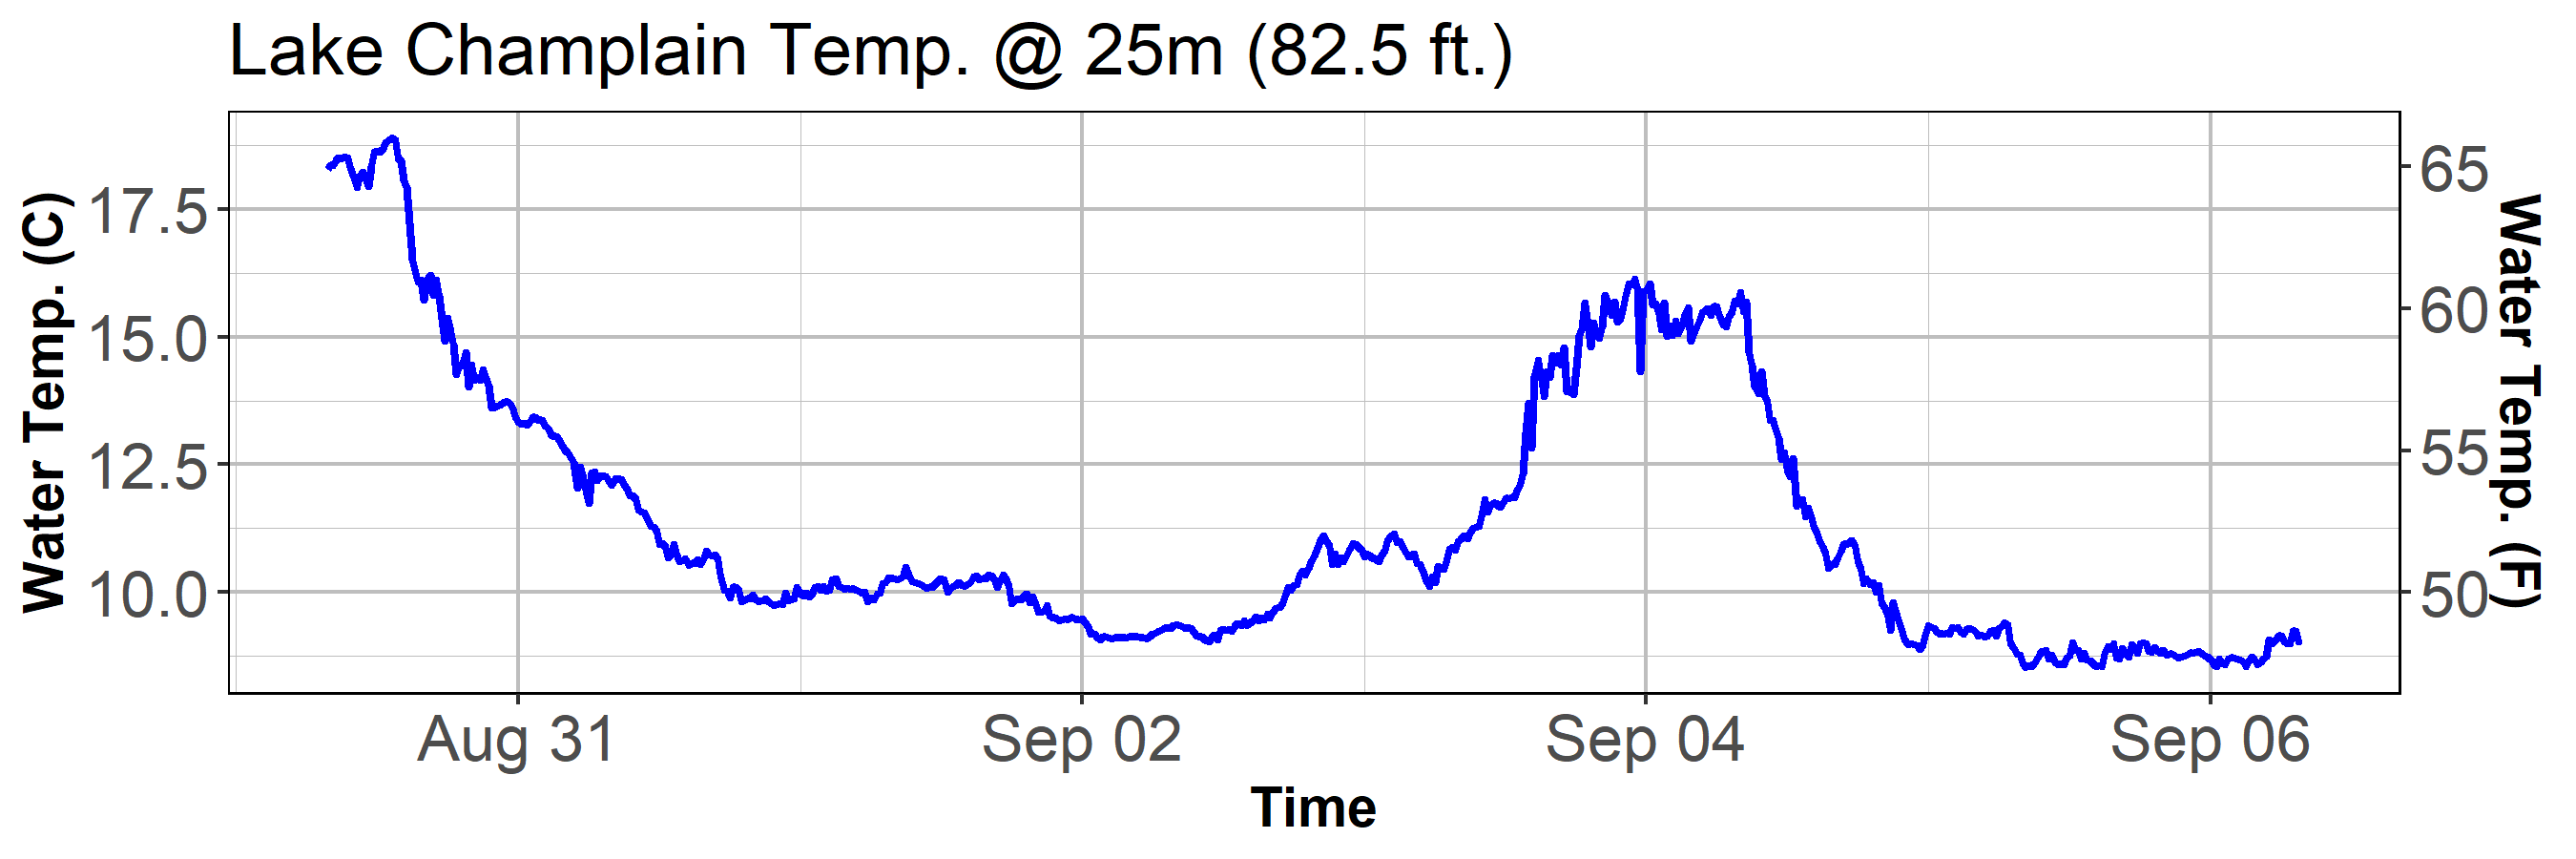 Lake Champlain Temp. @ 25m (82.5 ft.)
Water Temp. (C)
17.5
15.0
12.5
10.0
65
60
55
50
Water Temp. (F)
Aug 31
Sep 02
Sep 04
Sep 06
Time